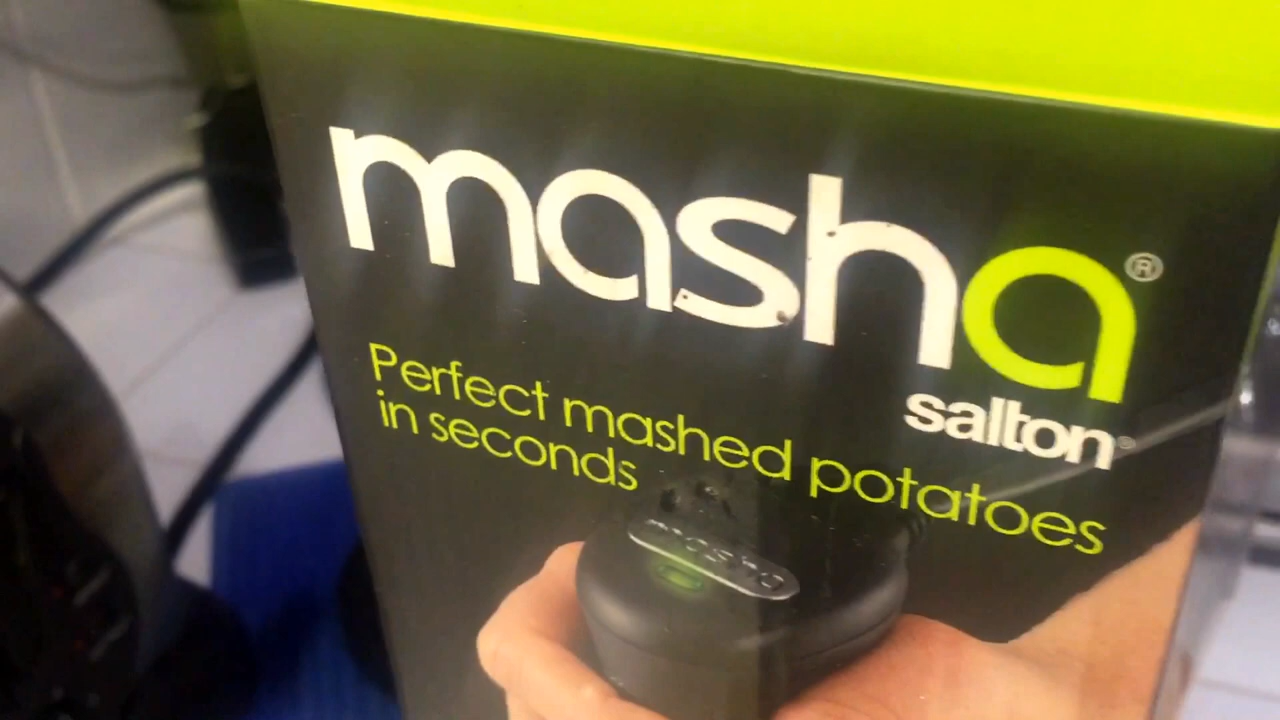 masha®
salton
Perfect mashed potatoes
in seconds
masha